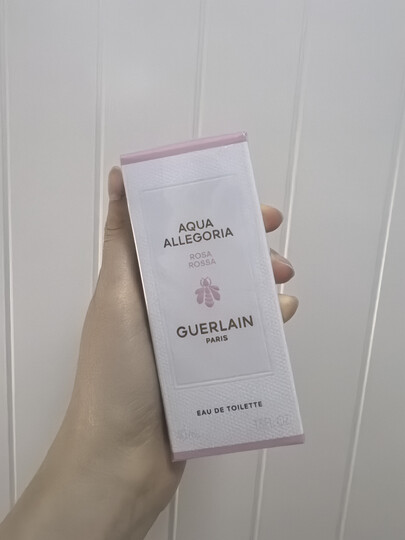 AQUA
ALLEGORIA
ROSA
ROSSA
GUERLAIN
PARIS
EAU DE TOILETTE